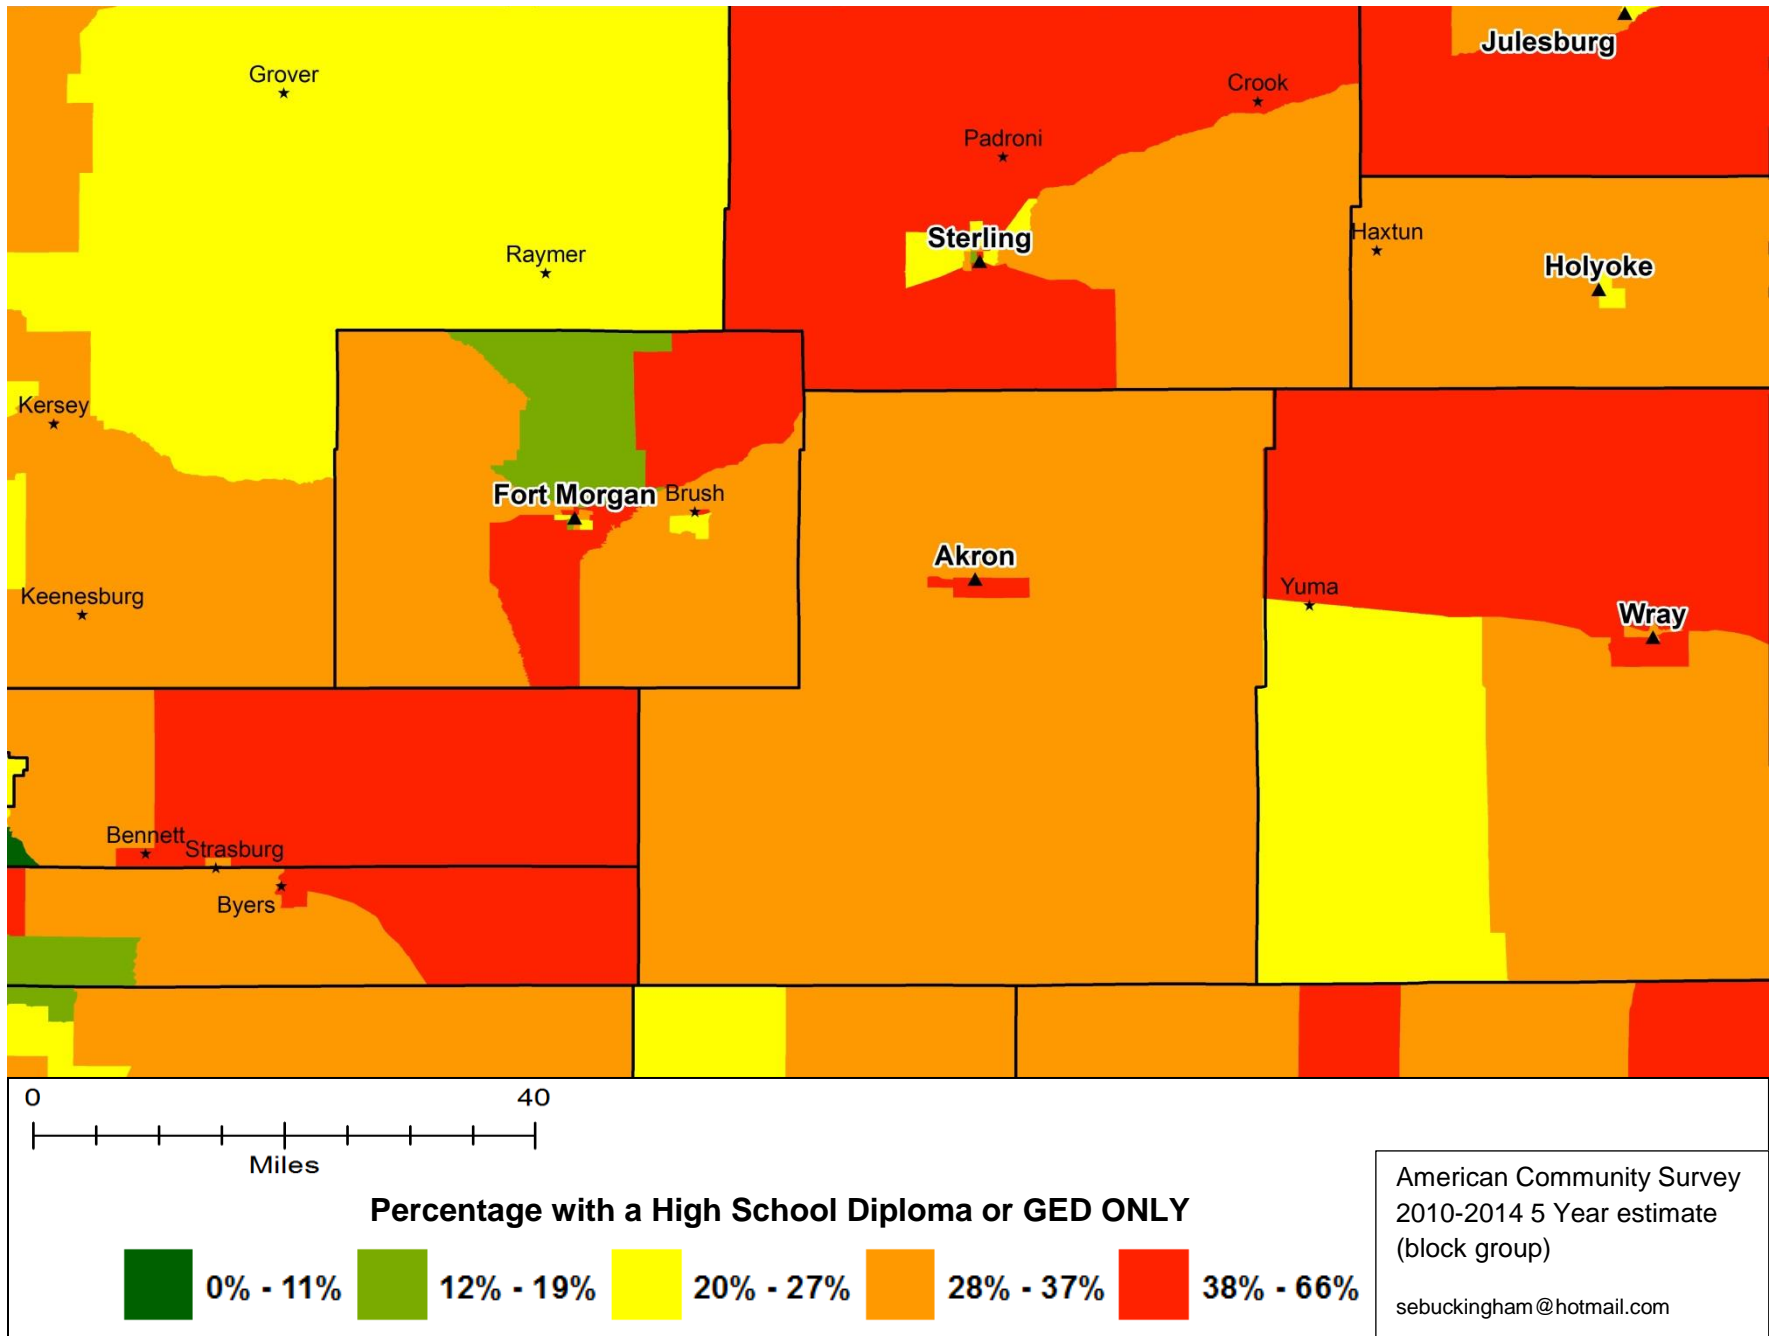 Julesburg
Grover
Crook
Padroni
Sterling
Haxtun
Raymer
Holyoke
Kersey
Fort Morgan
Brush
Akron
Yuma
Keenesburg
Wray
Bennett
Strasburg
Byers
0 40
Miles
Percentage with a High School Diploma or GED ONLY
0% - 11% 12% - 19% 20% - 27% 28% - 37% 38% - 66%
American Community Survey
2010-2014 5 Year estimate
(block group)
sebuckingham@hotmail.com